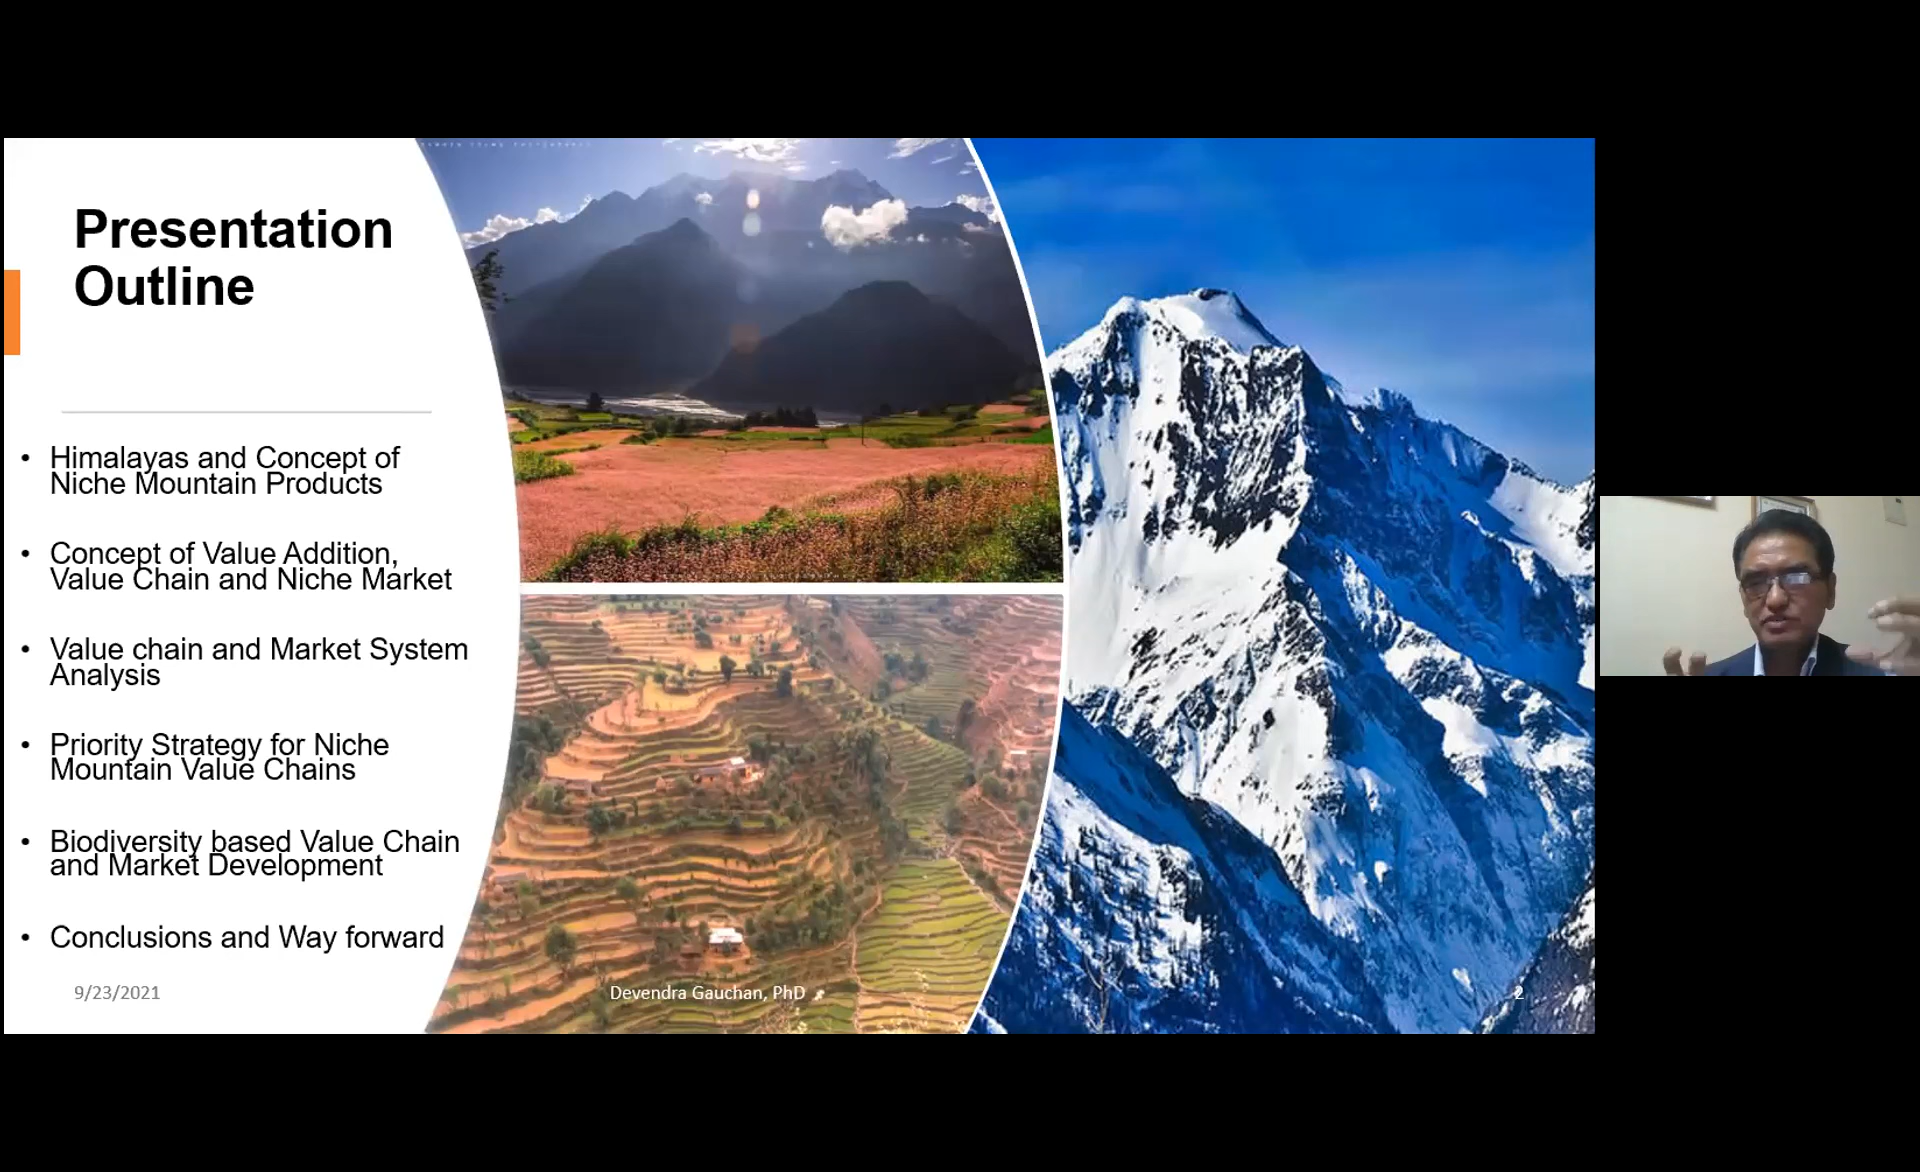 Presentation
Outline
• Himalayas and Concept of
Niche Mountain Products
• Concept of Value Addition,
Value Chain and Niche Market
• Value chain and Market System
Analysis
• Priority Strategy for Niche
Mountain Value Chains
• Biodiversity based Value Chain
and Market Development
• Conclusions and Way forward
9/23/2021
Devendra Gauchan, PhD
2